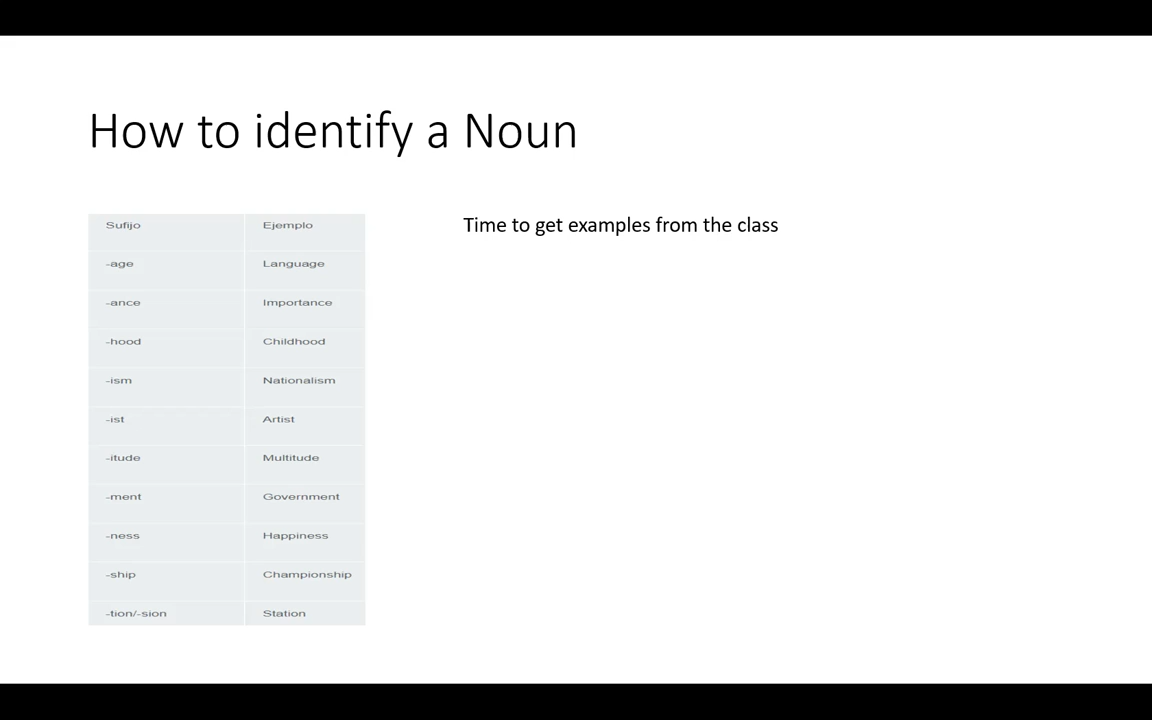 How to identify a Noun
Sufijo Ejemplo
-age Language
-ance Importance
-hood Childhood
-ism Nationalism
-ist Artist
-itude Multitude
-ment Government
-ness Happiness
-ship Championship
-tion/-sion Station
Time to get examples from the class